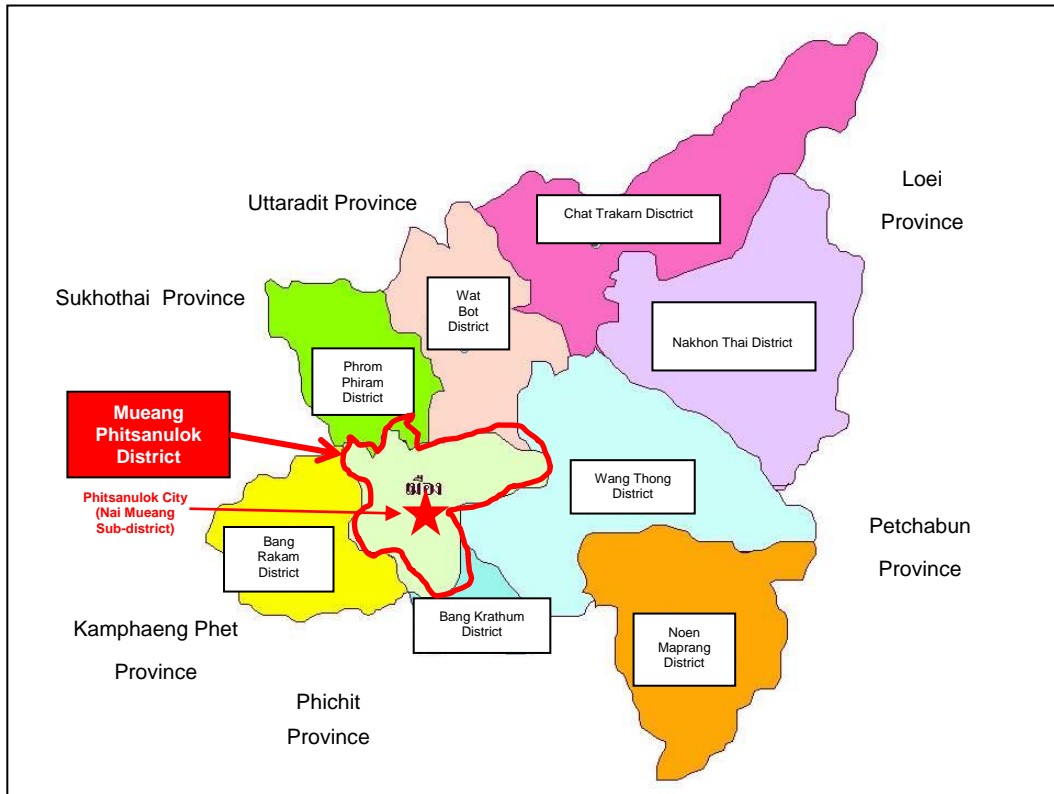 Loei
Province
Chat Trakarn Disctrict
Uttaradit Province
Sukhothai Province
Wat
Bot
District
Nakhon Thai District
Phrom
Phiram
District
Mueang
Phitsanulok
District
เมือง
Phitsanulok City
(Nai Mueang
Sub-district)
Wang Thong
District
Bang
Rakam
District
Petchabun
Province
Bang Krathum
District
Noen
Maprang
District
Kamphaeng Phet
Province
Phichit
Province